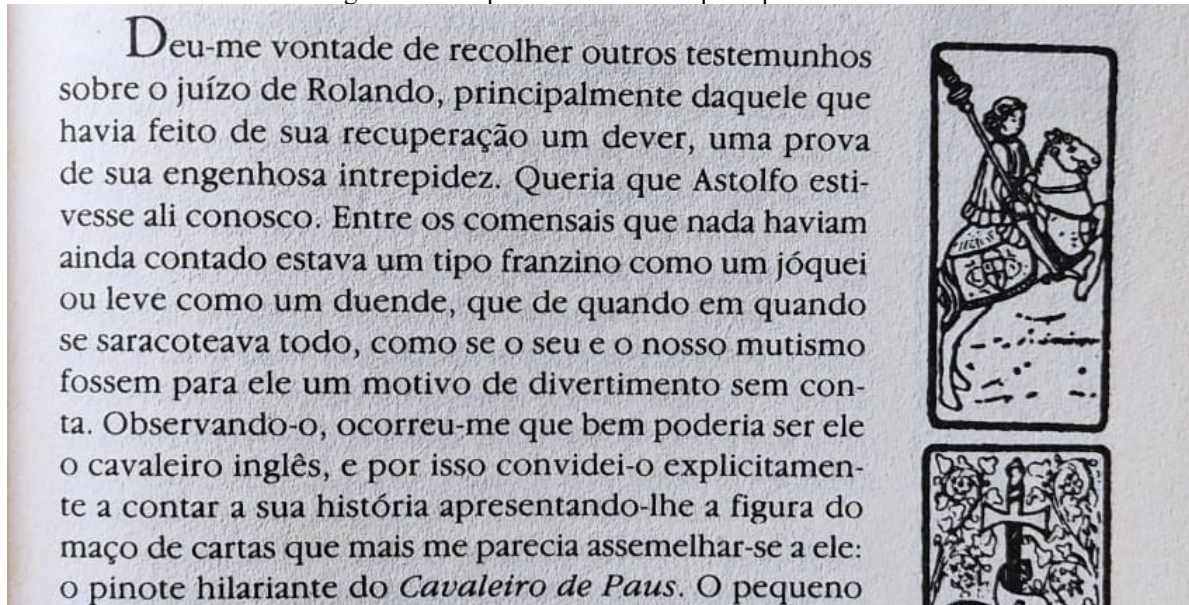 Deu-me vontade de recolher outros testemunhos
sobre o juízo de Rolando, principalmente daquele que
havia feito de sua recuperação um dever, uma prova
de sua engenhosa intrepidez. Queria que Astolfo esti-
vesse ali conosco. Entre os comensais que nada haviam
ainda contado estava um tipo franzino como um jóquei
ou leve como um duende, que de quando em quando
se saracoteava todo, como se o seu e o nosso mutismo
fossem para ele um motivo de divertimento sem con-
ta. Observando-o, ocorreu-me que bem poderia ser ele
o cavaleiro inglês, e por isso convidei-o explicitamen-
te a contar a sua história apresentando-lhe a figura do
maço de cartas que mais me parecia assemelhar-se a ele:
o pinote hilariante do Cavaleiro de Paus. O pequeno